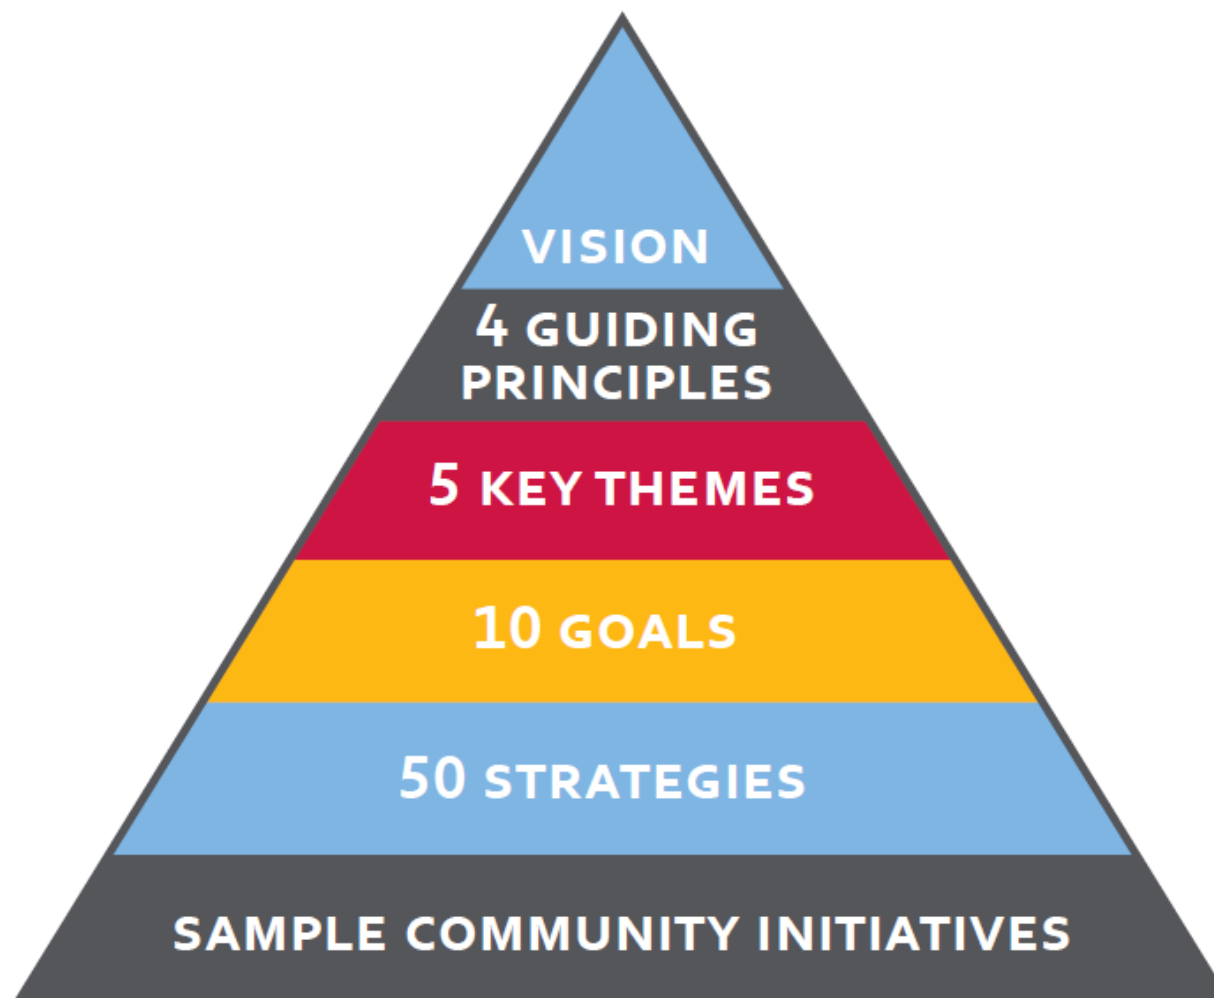 VISION
4 GUIDING
PRINCIPLES
5 KEY THEMES
10 GOALS
50 STRATEGIES
SAMPLE COMMUNITY INITIATIVES